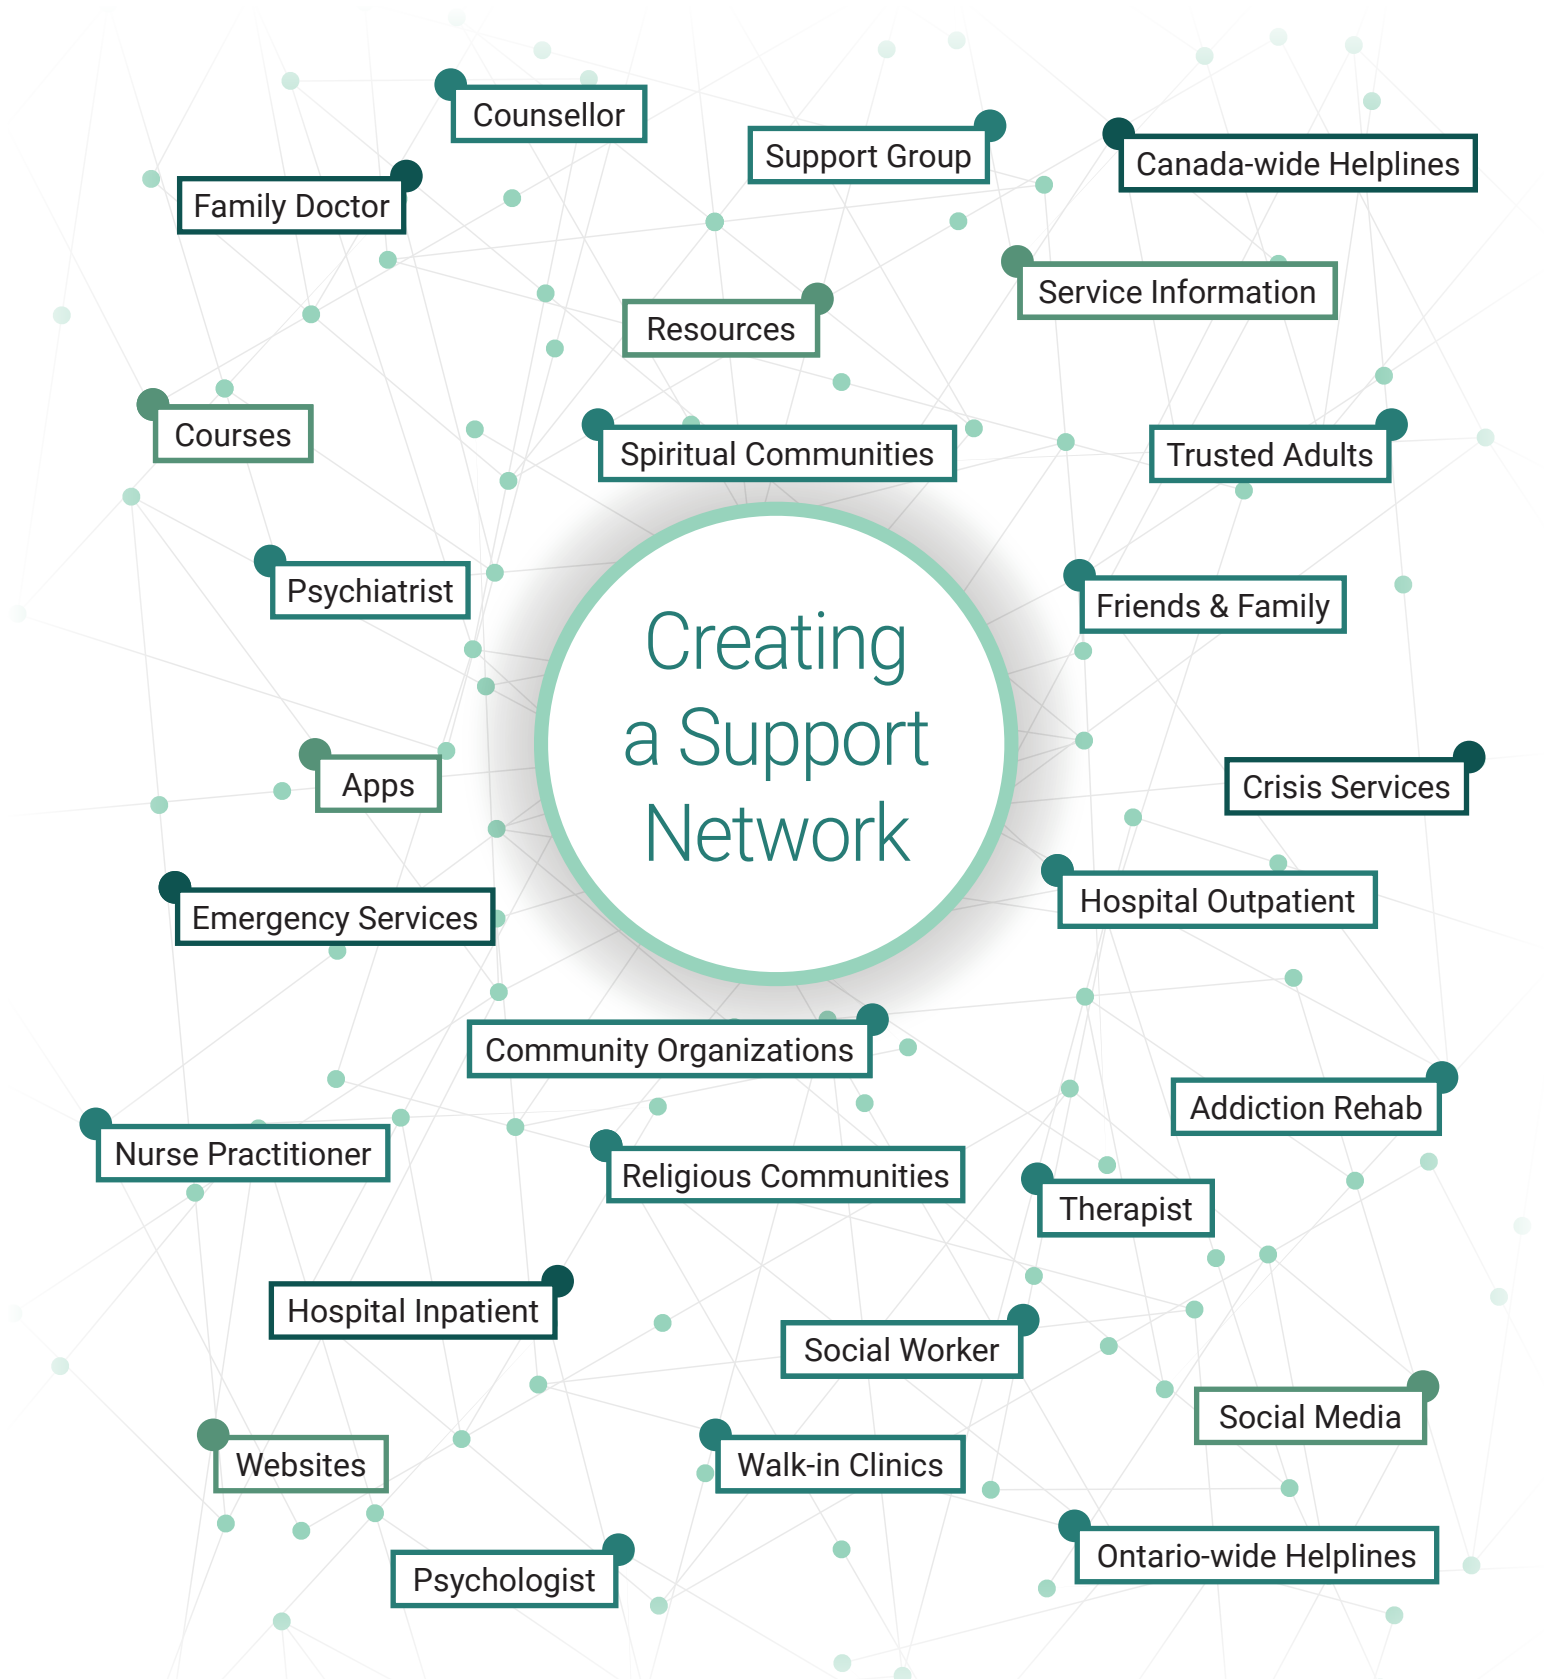 Counsellor
Support Group
Canada-wide Helplines
Family Doctor
Service Information
Resources
Courses
Spiritual Communities
Trusted Adults
Psychiatrist
Friends & Family
Creating
a Support
Network
Apps
Crisis Services
Emergency Services
Hospital Outpatient
Community Organizations
Addiction Rehab
Nurse Practitioner
Religious Communities
Therapist
Hospital Inpatient
Social Worker
Social Media
Websites
Walk-in Clinics
Ontario-wide Helplines
Psychologist